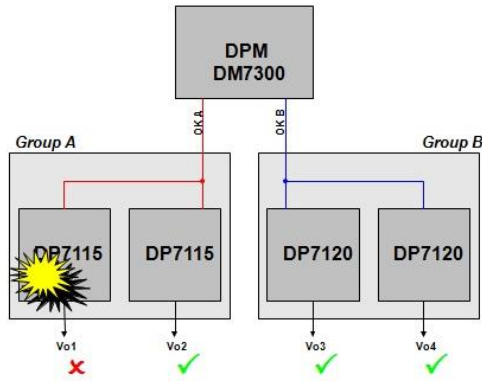 DPM
DM7300
OK A
OK B
Group A
Group B
DP7115
DP7115
DP7120
DP7120
Vo1
Vo2
Vo3
Vo4